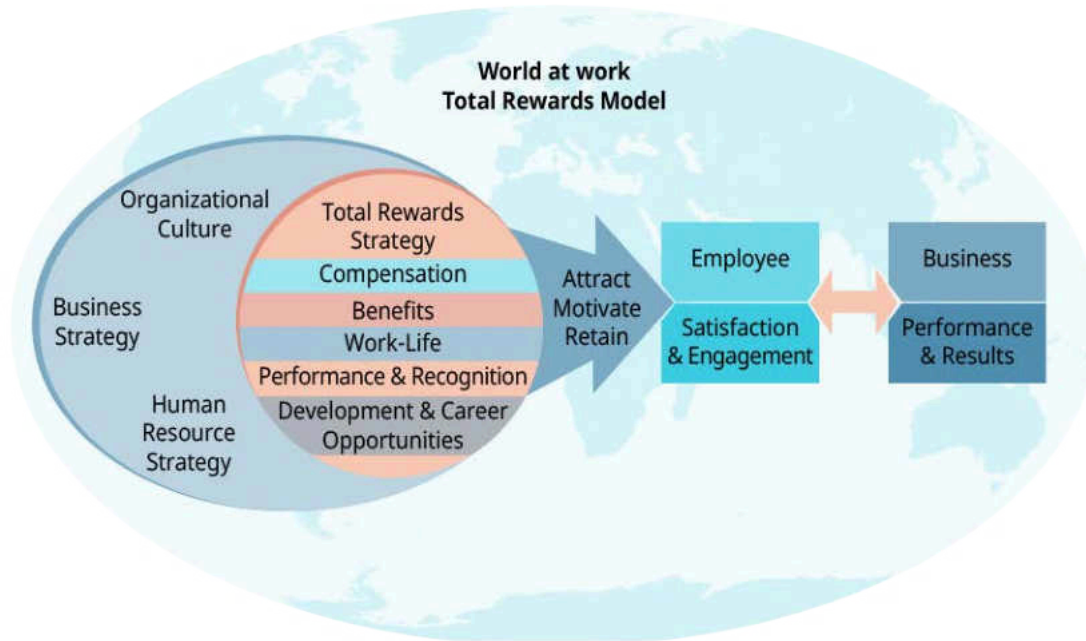 World at work
Total Rewards Model
Organizational
Culture
Business
Strategy
Human
Resource
Strategy
Total Rewards
Strategy
Compensation
Benefits
Work-Life
Performance & Recognition
Development & Career
Opportunities
Attract
Motivate
Retain
Employee
Satisfaction
& Engagement
Business
Performance
& Results